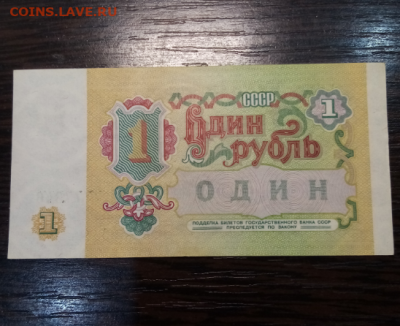 COINS.LAVE.RU
СССР
1
1
Один
рубль
ОДИН
1
ПОДДЕЛКА БИЛЕТОВ ГОСУДАРСТВЕННОГО БАНКА СССР
ПРЕСЛЕДУЕТСЯ ПО ЗАКОНУ